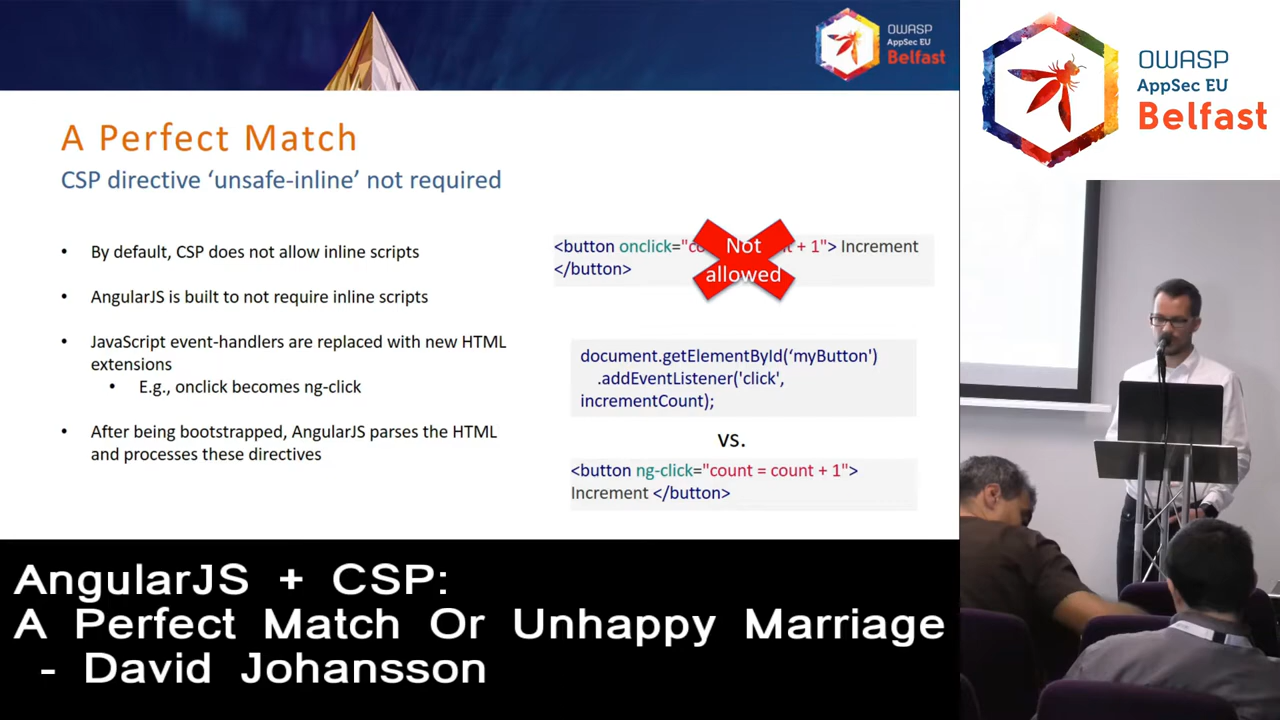 OWASP
AppSec EU
Belfast
OWASP
AppSec EU
Belfast
A Perfect Match
CSP directive ‘unsafe-inline’ not required
• By default, CSP does not allow inline scripts
• AngularJS is built to not require inline scripts
• JavaScript event-handlers are replaced with new HTML
extensions
• E.g., onclick becomes ng-click
• After being bootstrapped, AngularJS parses the HTML
and processes these directives
<button onclick="co t + 1"> Increment
</button>
Not
allowed
document.getElementById(‘myButton')
.addEventListener('click',
incrementCount);
vs.
<button ng-click="count = count + 1">
Increment </button>
AngularJS + CSP:
A Perfect Match Or Unhappy Marriage
- David Johansson